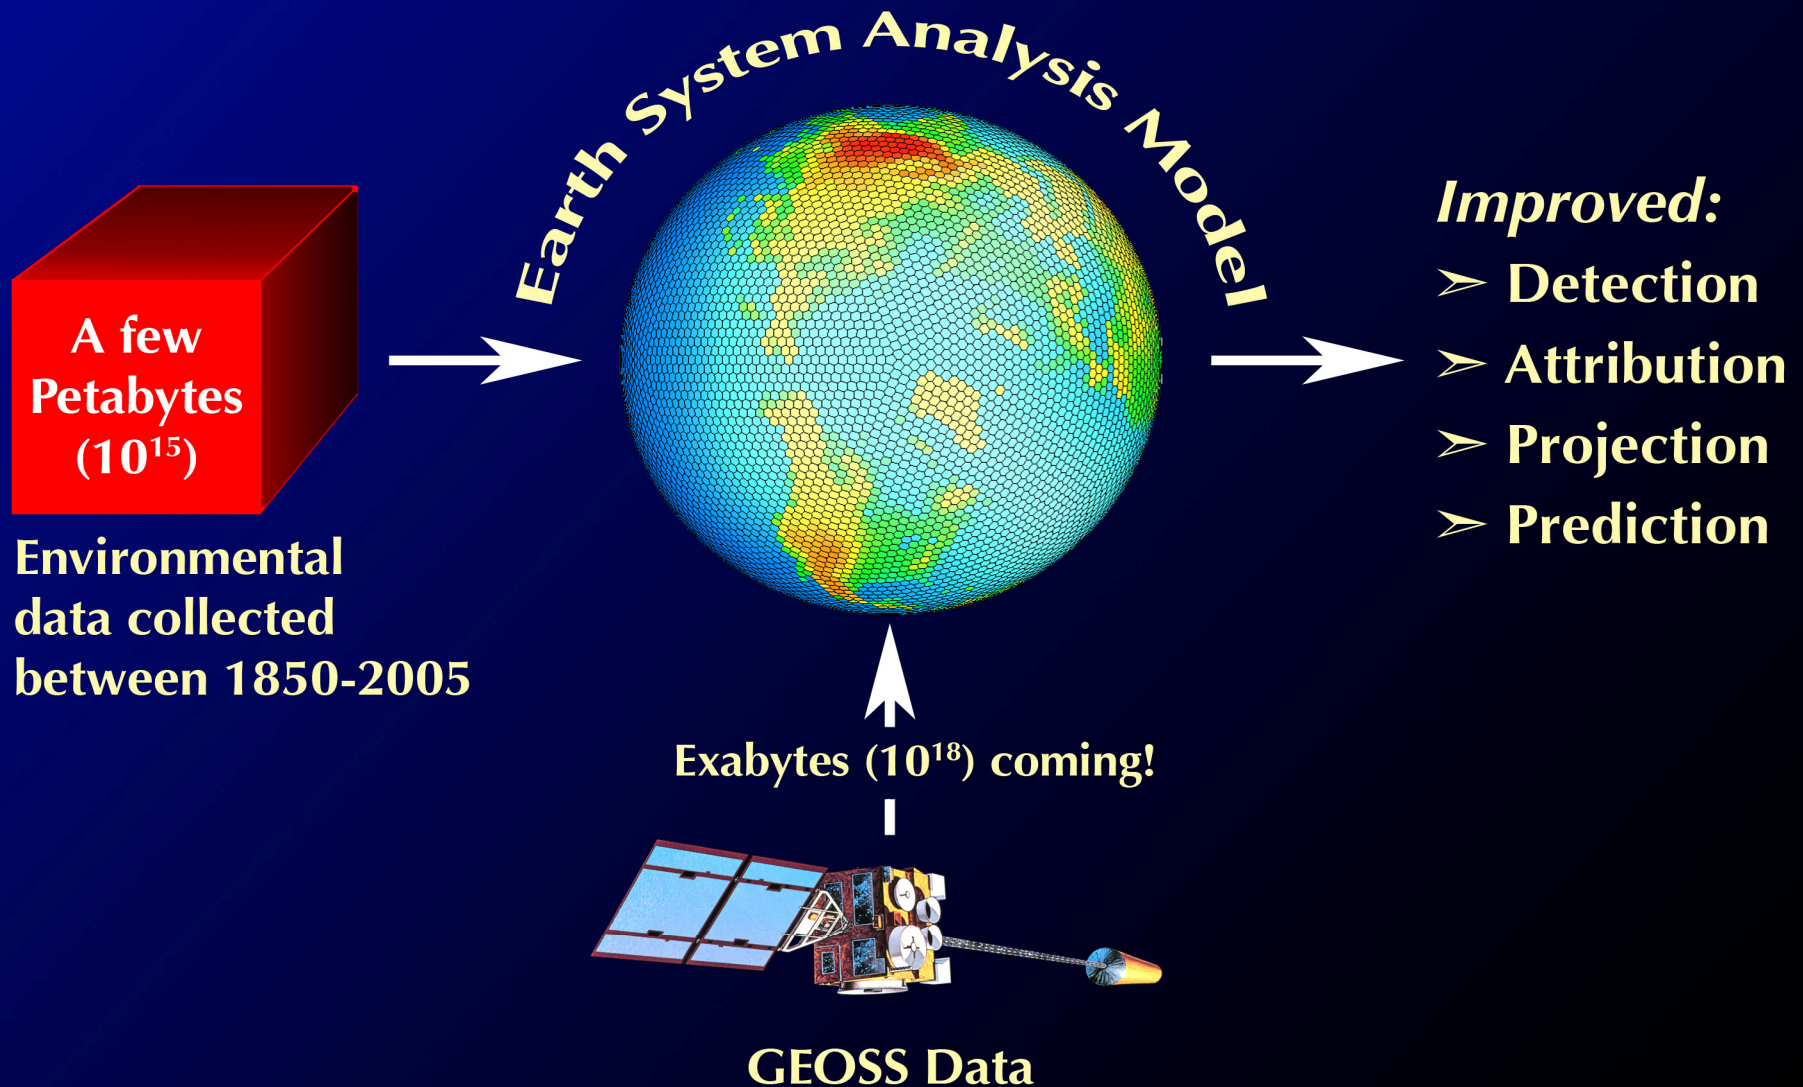 Earth System Analysis Model
A few
Petabytes
(10¹⁵)
Environmental
data collected
between 1850-2005
Improved:
➢ Detection
➢ Attribution
➢ Projection
➢ Prediction
Exabytes (10¹⁸) coming!
GEOSS Data